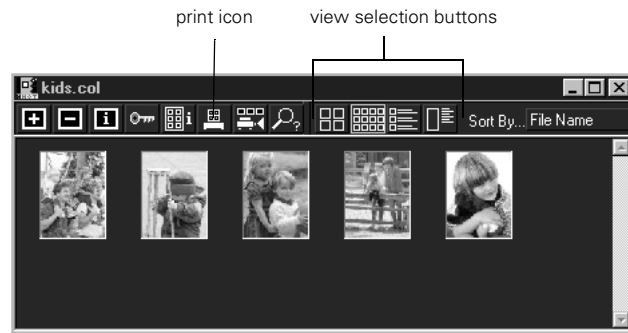 print icon
view selection buttons
kids.col
Sort By... File Name